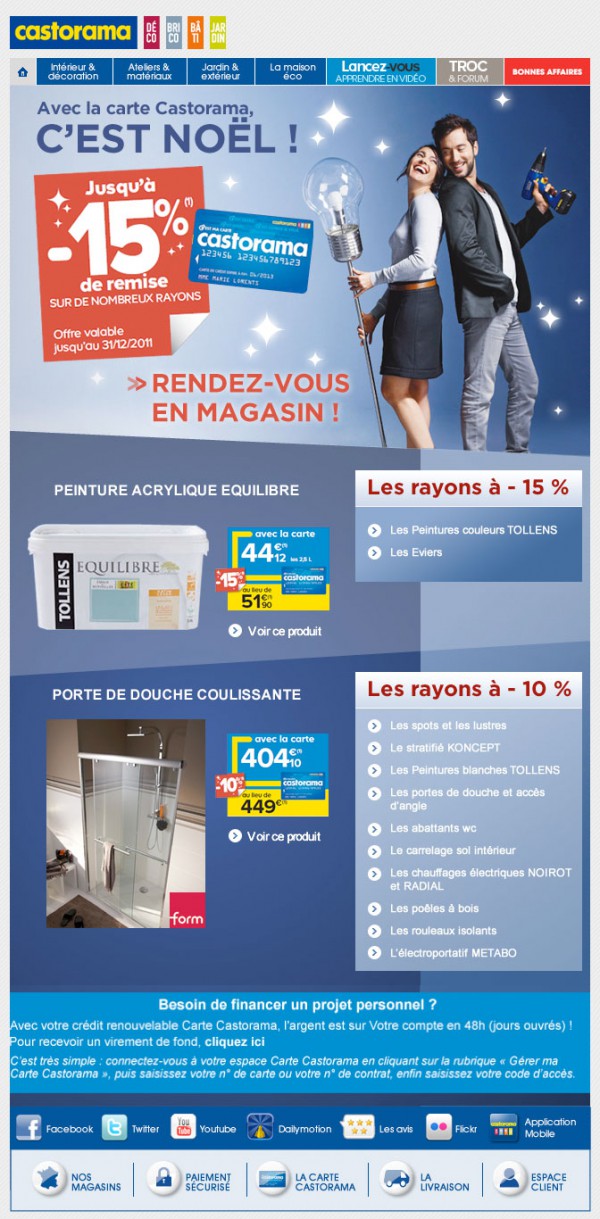 castorama
DÉCO BRICO BÂTI JARDIN
Intérieur & décoration
Ateliers & matériaux
Jardin & extérieur
La maison éco
Lancez-vous
APPRENDRE EN VIDÉO
TROC
& FORUM
BONNES AFFAIRES
Avec la carte Castorama,
C'EST NOËL !
Jusqu'à
-15%(1)
de remise
SUR DE NOMBREUX RAYONS
Offre valable
jusqu'au 31/12/2011
castorama
C'EST MA CARTE
castorama
123456 123456789123
06/2013
MME MARIE LORENTI
>> RENDEZ-VOUS
EN MAGASIN !
PEINTURE ACRYLIQUE EQUILIBRE
TOLLENS
EQUILIBRE
avec la carte
44€12
les 2,5 L
-15%
castorama
au lieu de
51€90
Voir ce produit
Les rayons à - 15 %
Les Peintures couleurs TOLLENS
Les Eviers
PORTE DE DOUCHE COULISSANTE
form
avec la carte
404€10
-10%
castorama
au lieu de
449€
Voir ce produit
Les rayons à - 10 %
Les spots et les lustres
Le stratifié KONCEPT
Les Peintures blanches TOLLENS
Les portes de douche et accès
d'angle
Les abattants wc
Le carrelage sol intérieur
Les chauffages électriques NOIROT
et RADIAL
Les poêles à bois
Les rouleaux isolants
L'électroportatif METABO
Besoin de financer un projet personnel ?
Avec votre crédit renouvelable Carte Castorama, l'argent est sur Votre compte en 48h (jours ouvrés) !
Pour recevoir un virement de fond, cliquez ici
C'est très simple : connectez-vous à votre espace Carte Castorama en cliquant sur la rubrique « Gérer ma
Carte Castorama », puis saisissez votre n° de carte ou votre n° de contrat, enfin saisissez votre code d'accès.
Facebook
Twitter
You Tube
Youtube
Dailymotion
Les avis
Flickr
castorama
Application
Mobile
NOS
MAGASINS
PAIEMENT
SÉCURISÉ
LA CARTE
CASTORAMA
LA
LIVRAISON
ESPACE
CLIENT